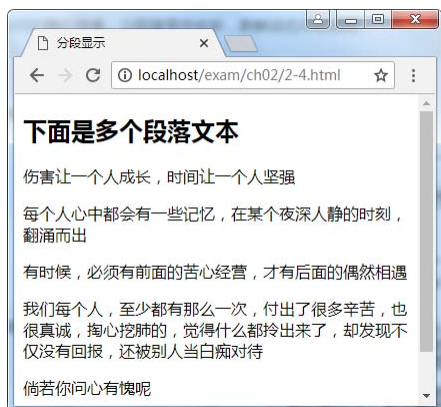 分段显示
localhost/exam/ch02/2-4.html
下面是多个段落文本
伤害让一个人成长，时间让一个人坚强
每个人心中都会有一些记忆，在某个夜深人静的时刻，
翻涌而出
有时候，必须有前面的苦心经营，才有后面的偶然相遇
我们每个人，至少都有那么一次，付出了很多辛苦，也
很真诚，掏心挖肺的，觉得什么都拎出来了，却发现不
仅没有回报，还被别人当白痴对待
倘若你问心有愧呢